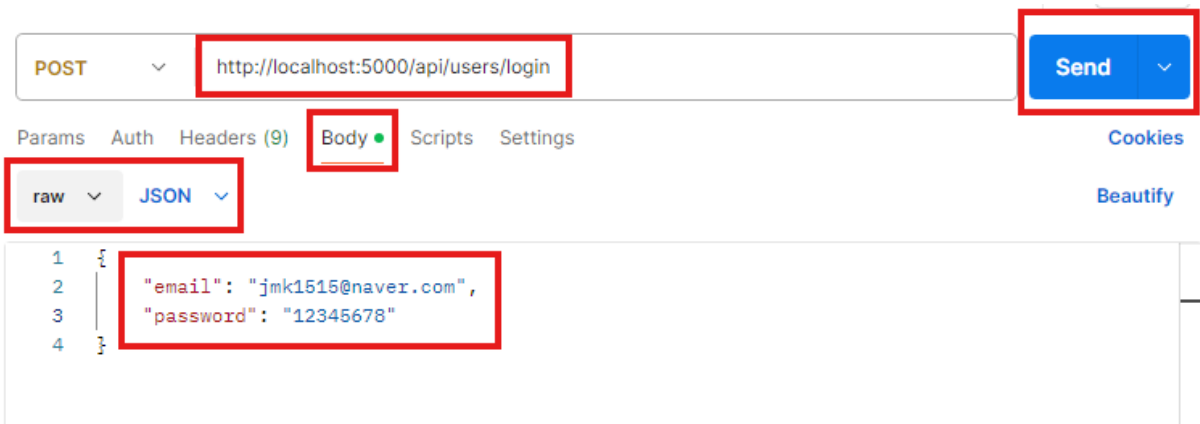 POST http://localhost:5000/api/users/login Send
Params Auth Headers (9) Body Scripts Settings Cookies
raw JSON Beautify
1 {
2 "email": "jmk1515@naver.com",
3 "password": "12345678"
4 }